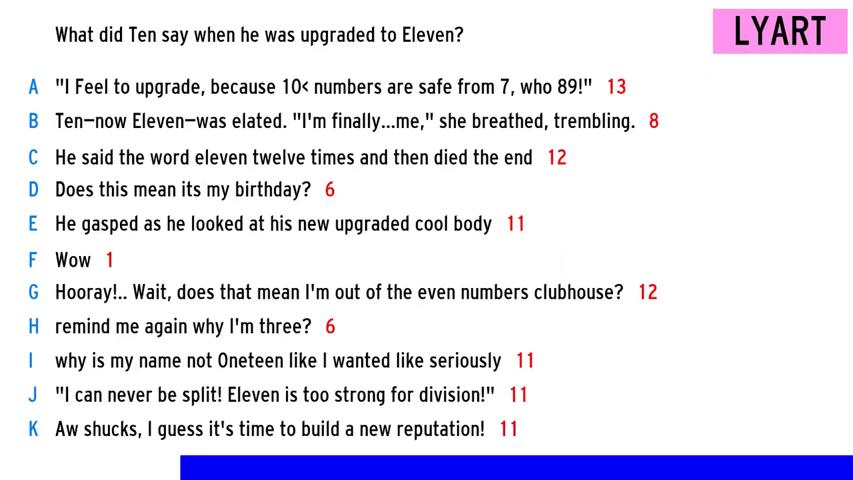 What did Ten say when he was upgraded to Eleven?
LYART
A "I Feel to upgrade, because 10< numbers are safe from 7, who 89!" 13
B Ten—now Eleven—was elated. "I'm finally...me," she breathed, trembling. 8
C He said the word eleven twelve times and then died the end 12
D Does this mean its my birthday? 6
E He gasped as he looked at his new upgraded cool body 11
F Wow 1
G Hooray!.. Wait, does that mean I'm out of the even numbers clubhouse? 12
H remind me again why I'm three? 6
I why is my name not Oneteen like I wanted like seriously 11
J "I can never be split! Eleven is too strong for division!" 11
K Aw shucks, I guess it's time to build a new reputation! 11